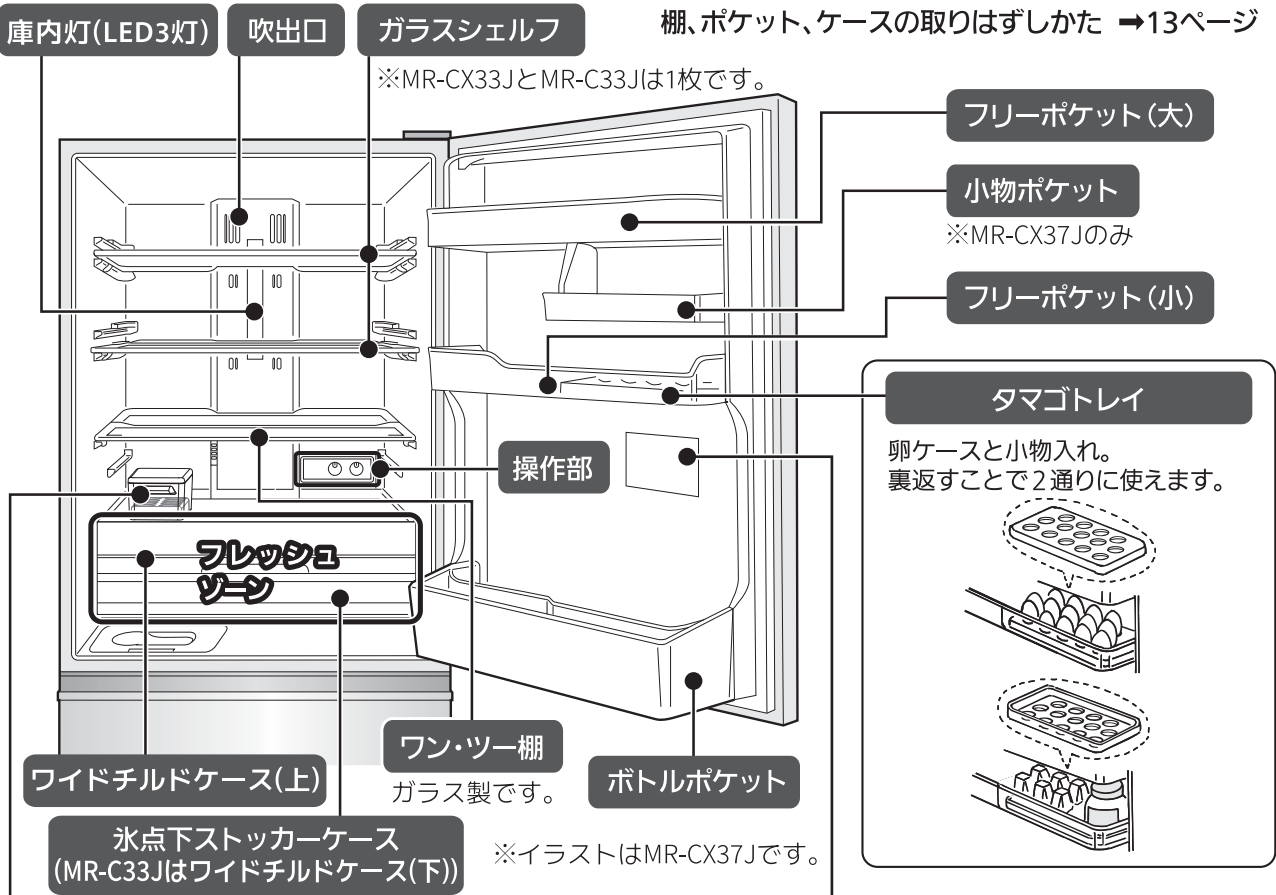 棚、ポケット、ケースの取りはずしかた ➡13ページ
庫内灯(LED3灯)
吹出口
ガラスシェルフ
※MR-CX33JとMR-C33Jは1枚です。
フリーポケット(大)
小物ポケット
※MR-CX37Jのみ
フリーポケット(小)
タマゴトレイ
卵ケースと小物入れ。
裏返すことで2通りに使えます。
操作部
フレッシュ
ゾーン
ワン・ツー棚
ガラス製です。
ワイドチルドケース(上)
ボトルポケット
氷点下ストッカーケース
(MR-C33Jはワイドチルドケース(下))
※イラストはMR-CX37Jです。